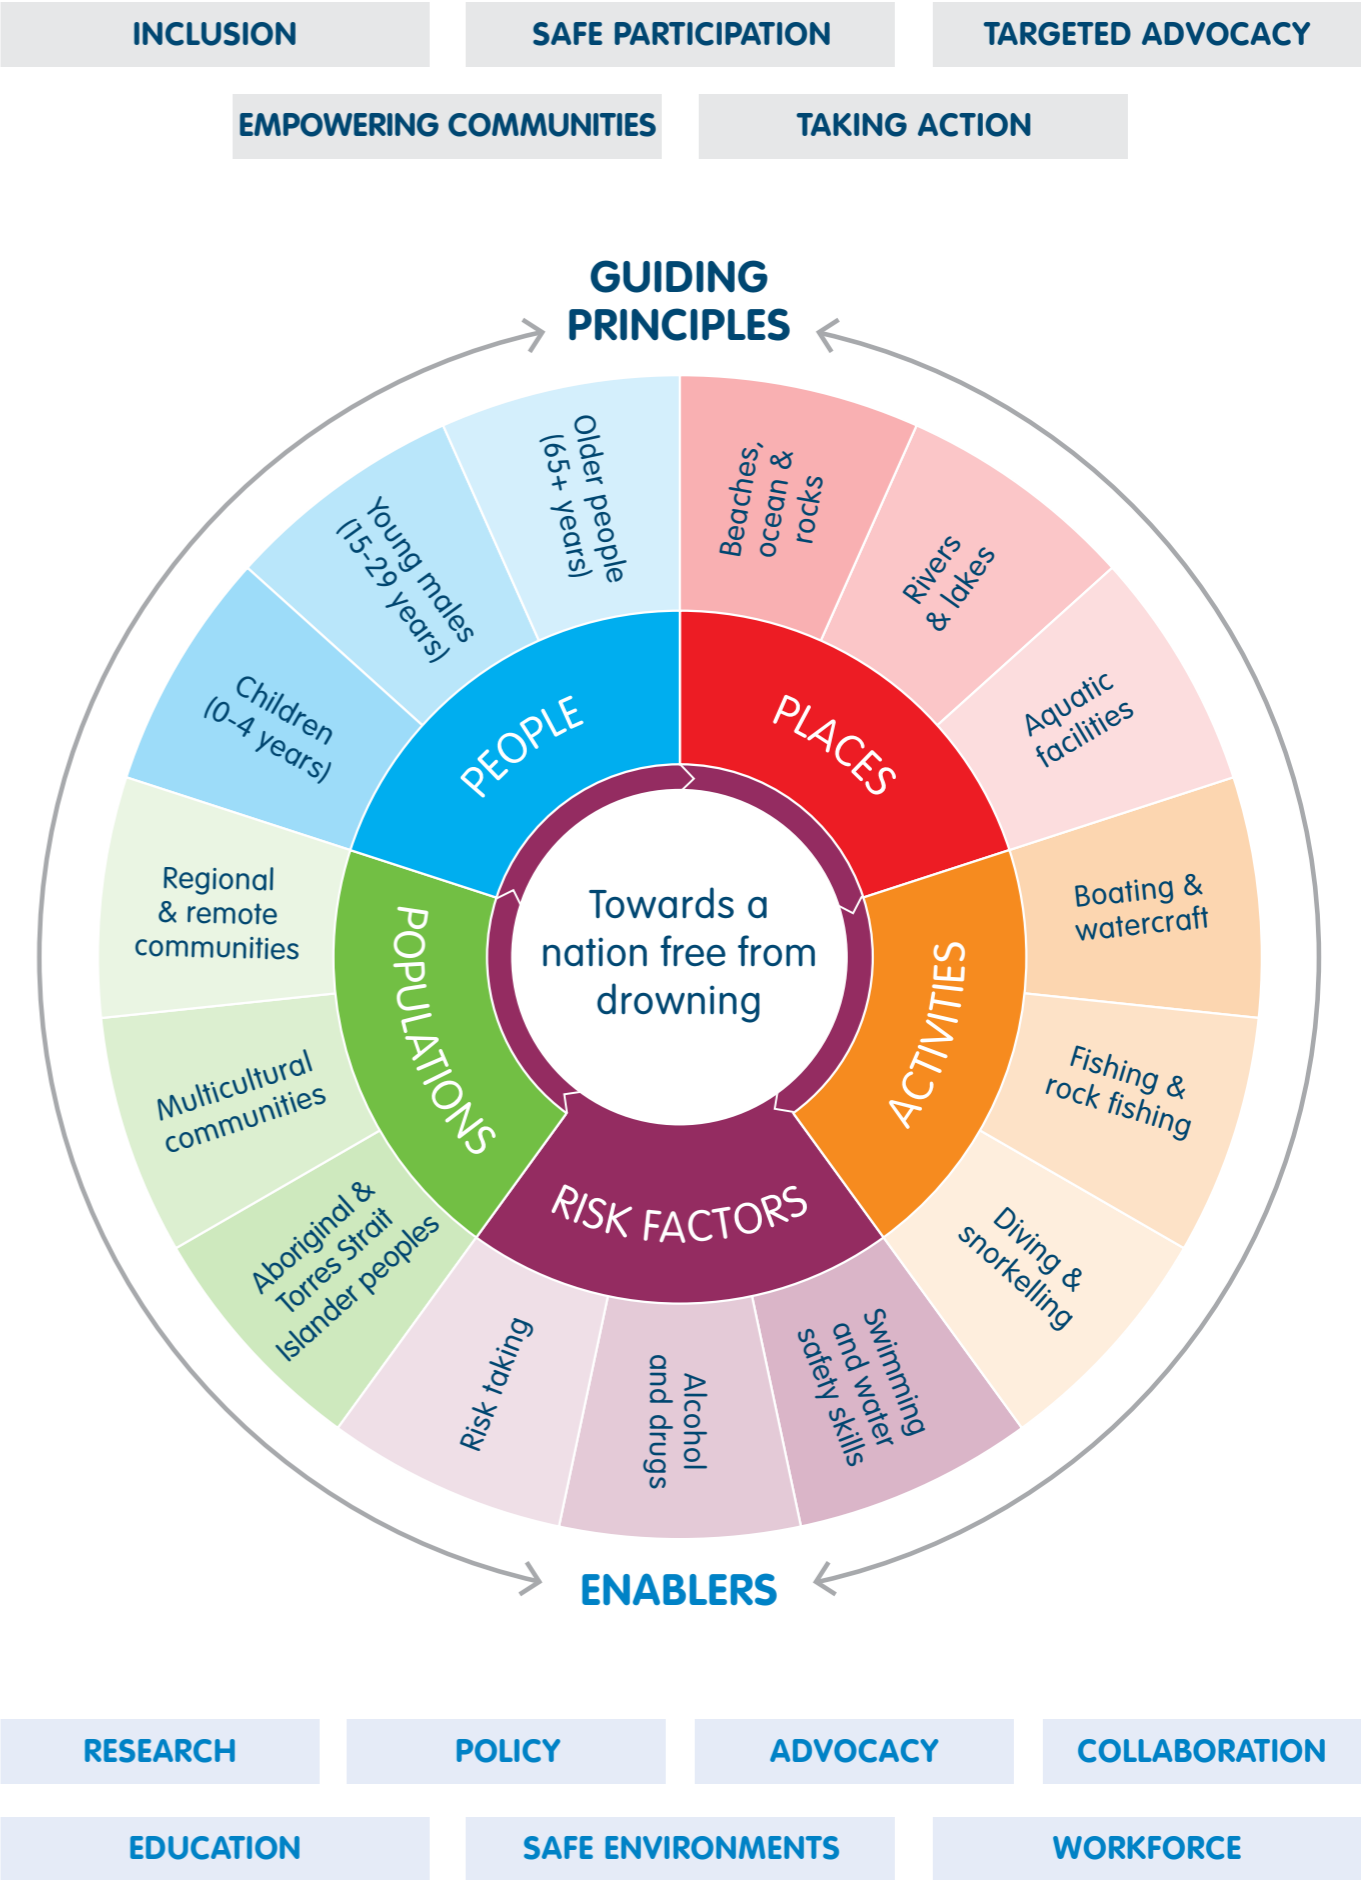 INCLUSION
SAFE PARTICIPATION
TARGETED ADVOCACY
EMPOWERING COMMUNITIES
TAKING ACTION
GUIDING
PRINCIPLES
Older people
(65+ years)
Young males
(15-29 years)
Children
(0-4 years)
PEOPLE
Beaches,
ocean &
rocks
Rivers
& lakes
Aquatic
facilities
PLACES
Boating &
watercraft
Fishing &
rock fishing
Diving &
snorkelling
ACTIVITIES
Swimming
and water
safety skills
Alcohol
and drugs
Risk taking
RISK FACTORS
Regional
& remote
communities
Multicultural
communities
Aboriginal &
Torres Strait
Islander peoples
POPULATIONS
Towards a
nation free from
drowning
ENABLERS
RESEARCH
POLICY
ADVOCACY
COLLABORATION
EDUCATION
SAFE ENVIRONMENTS
WORKFORCE